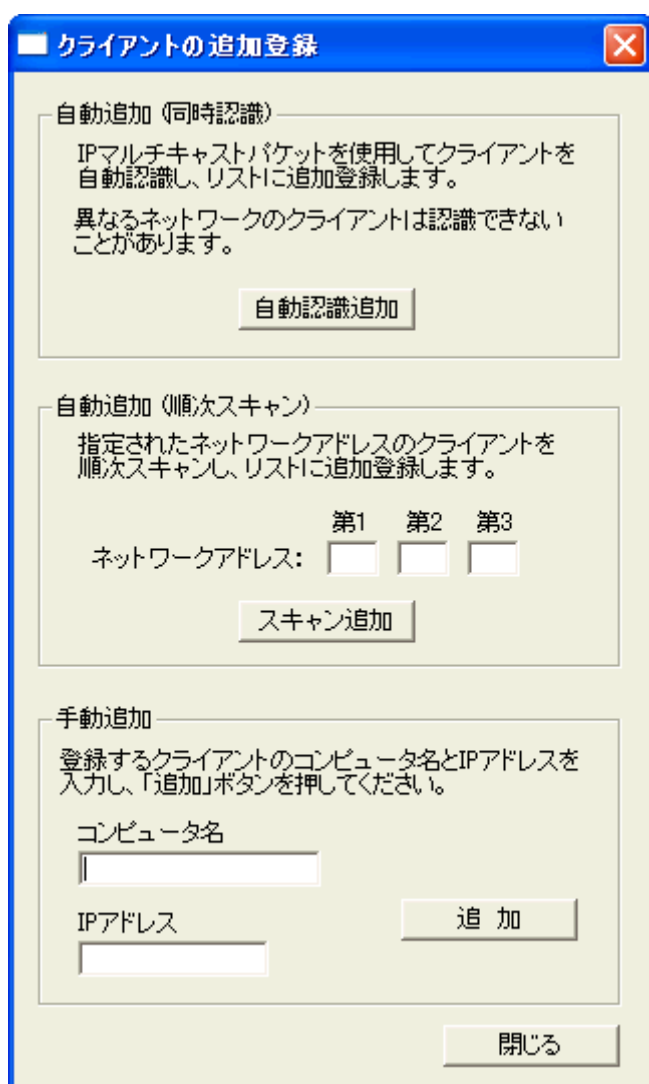 クライアントの追加登録
自動追加 (同時認識)
IPマルチキャストパケットを使用してクライアントを
自動認識し、リストに追加登録します。
異なるネットワークのクライアントは認識できない
ことがあります。
自動認識追加
自動追加 (順次スキャン)
指定されたネットワークアドレスのクライアントを
順次スキャンし、リストに追加登録します。
第1 第2 第3
ネットワークアドレス:
スキャン追加
手動追加
登録するクライアントのコンピュータ名とIPアドレスを
入力し、「追加」ボタンを押してください。
コンピュータ名
IPアドレス
追 加
閉じる